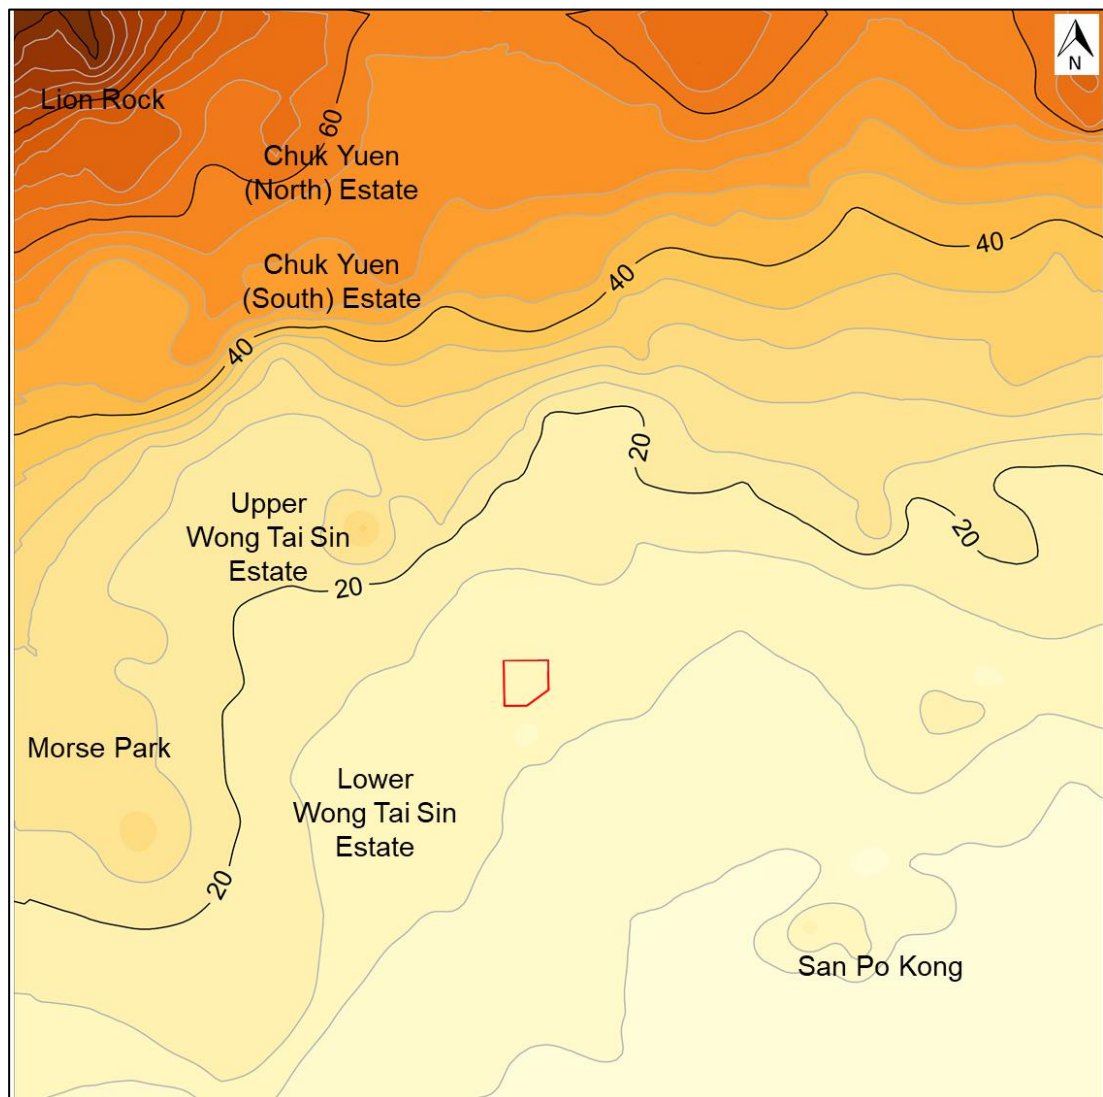 N
Lion Rock
60
Chuk Yuen
(North) Estate
40
Chuk Yuen
(South) Estate
40
40
20
Upper
Wong Tai Sin
Estate
20
20
Morse Park
Lower
Wong Tai Sin
Estate
20
San Po Kong